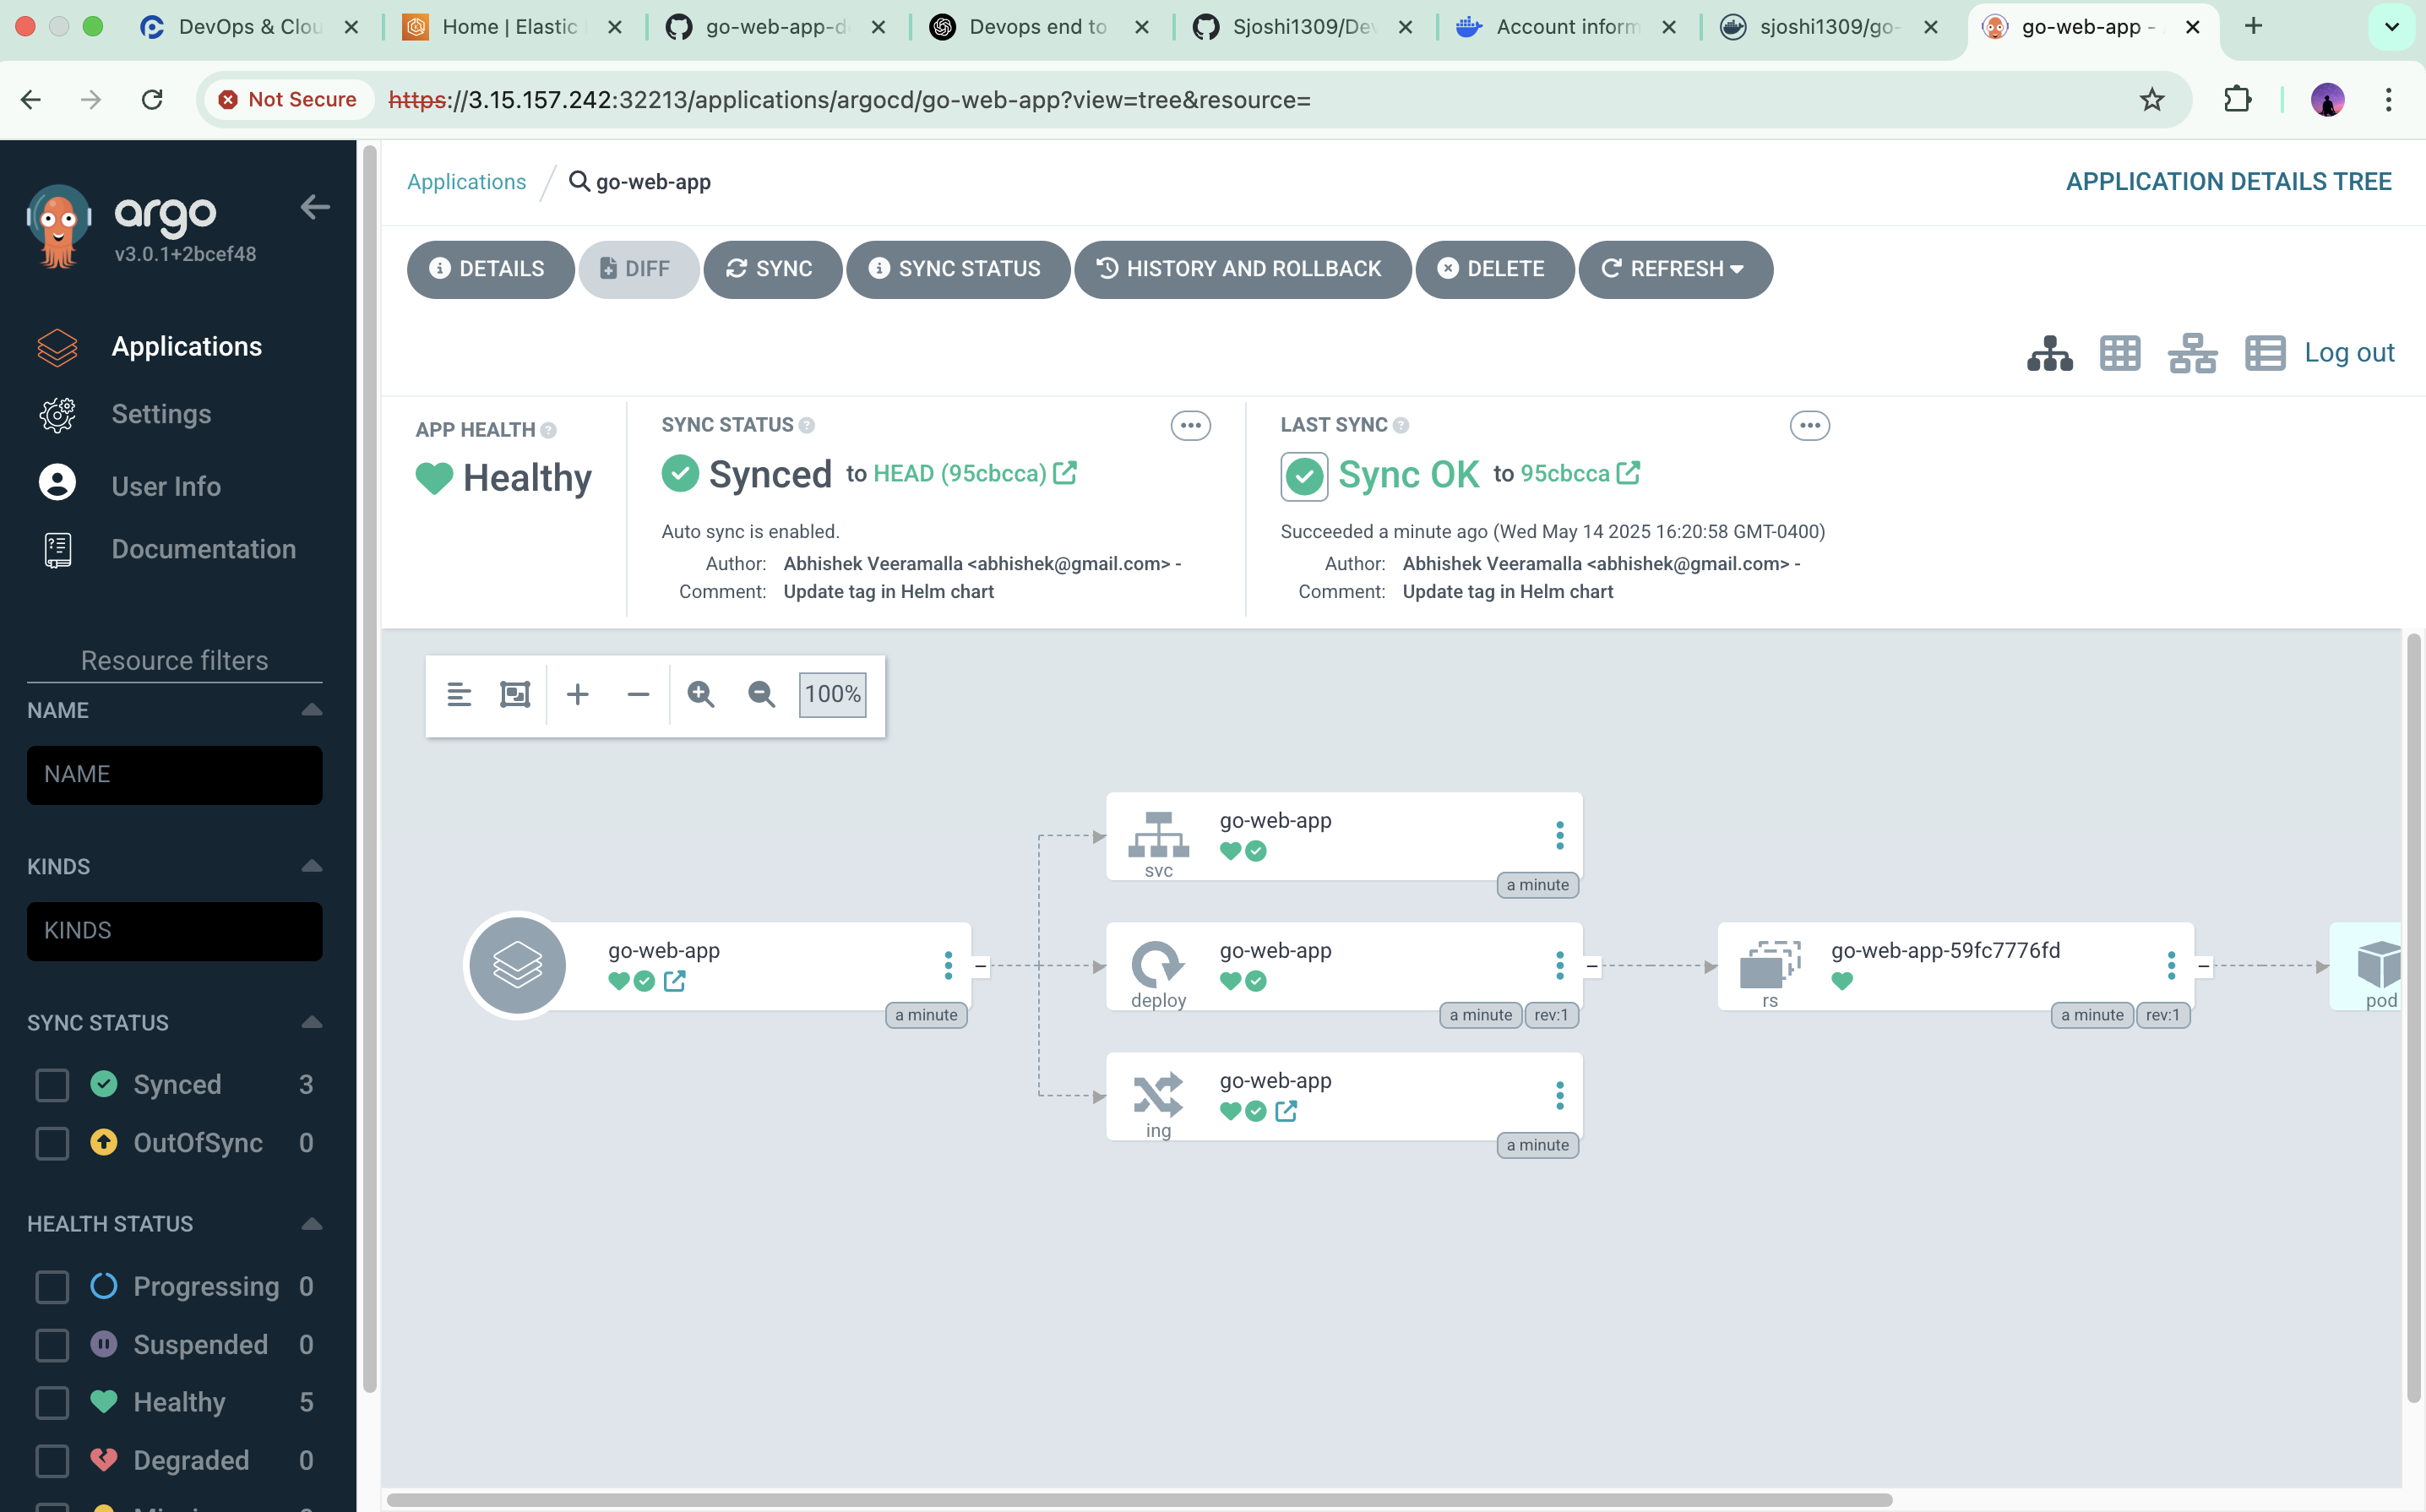 DevOps & Clou
Home | Elastic
go-web-app-d
Devops end to
Sjoshi1309/Dev
Account inform
sjoshi1309/go-
go-web-app -
Not Secure
https://3.15.157.242:32213/applications/argocd/go-web-app?view=tree&resource=
argo
v3.0.1+2bcef48
Applications
Settings
User Info
Documentation
Resource filters
NAME
NAME
KINDS
KINDS
SYNC STATUS
Synced 3
OutOfSync 0
HEALTH STATUS
Progressing 0
Suspended 0
Healthy 5
Degraded 0
Applications / go-web-app
APPLICATION DETAILS TREE
DETAILS
DIFF
SYNC
SYNC STATUS
HISTORY AND ROLLBACK
DELETE
REFRESH
Log out
APP HEALTH
Healthy
SYNC STATUS
Synced to HEAD (95cbcca)
Auto sync is enabled.
Author: Abhishek Veeramalla <abhishek@gmail.com> -
Comment: Update tag in Helm chart
LAST SYNC
Sync OK to 95cbcca
Succeeded a minute ago (Wed May 14 2025 16:20:58 GMT-0400)
Author: Abhishek Veeramalla <abhishek@gmail.com> -
Comment: Update tag in Helm chart
100%
go-web-app
a minute
go-web-app
svc
a minute
go-web-app
deploy
a minute rev:1
go-web-app
ing
a minute
go-web-app-59fc7776fd
rs
a minute rev:1
pod